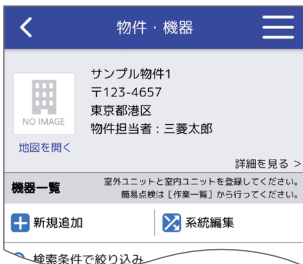 物件・機器
サンプル物件1
〒123-4657
東京都港区
物件担当者：三菱太郎
NO IMAGE
地図を開く
詳細を見る >
機器一覧
室外ユニットと室内ユニットを登録してください。
簡易点検は［作業一覧］から行ってください。
新規追加
系統編集
検索条件で絞り込み